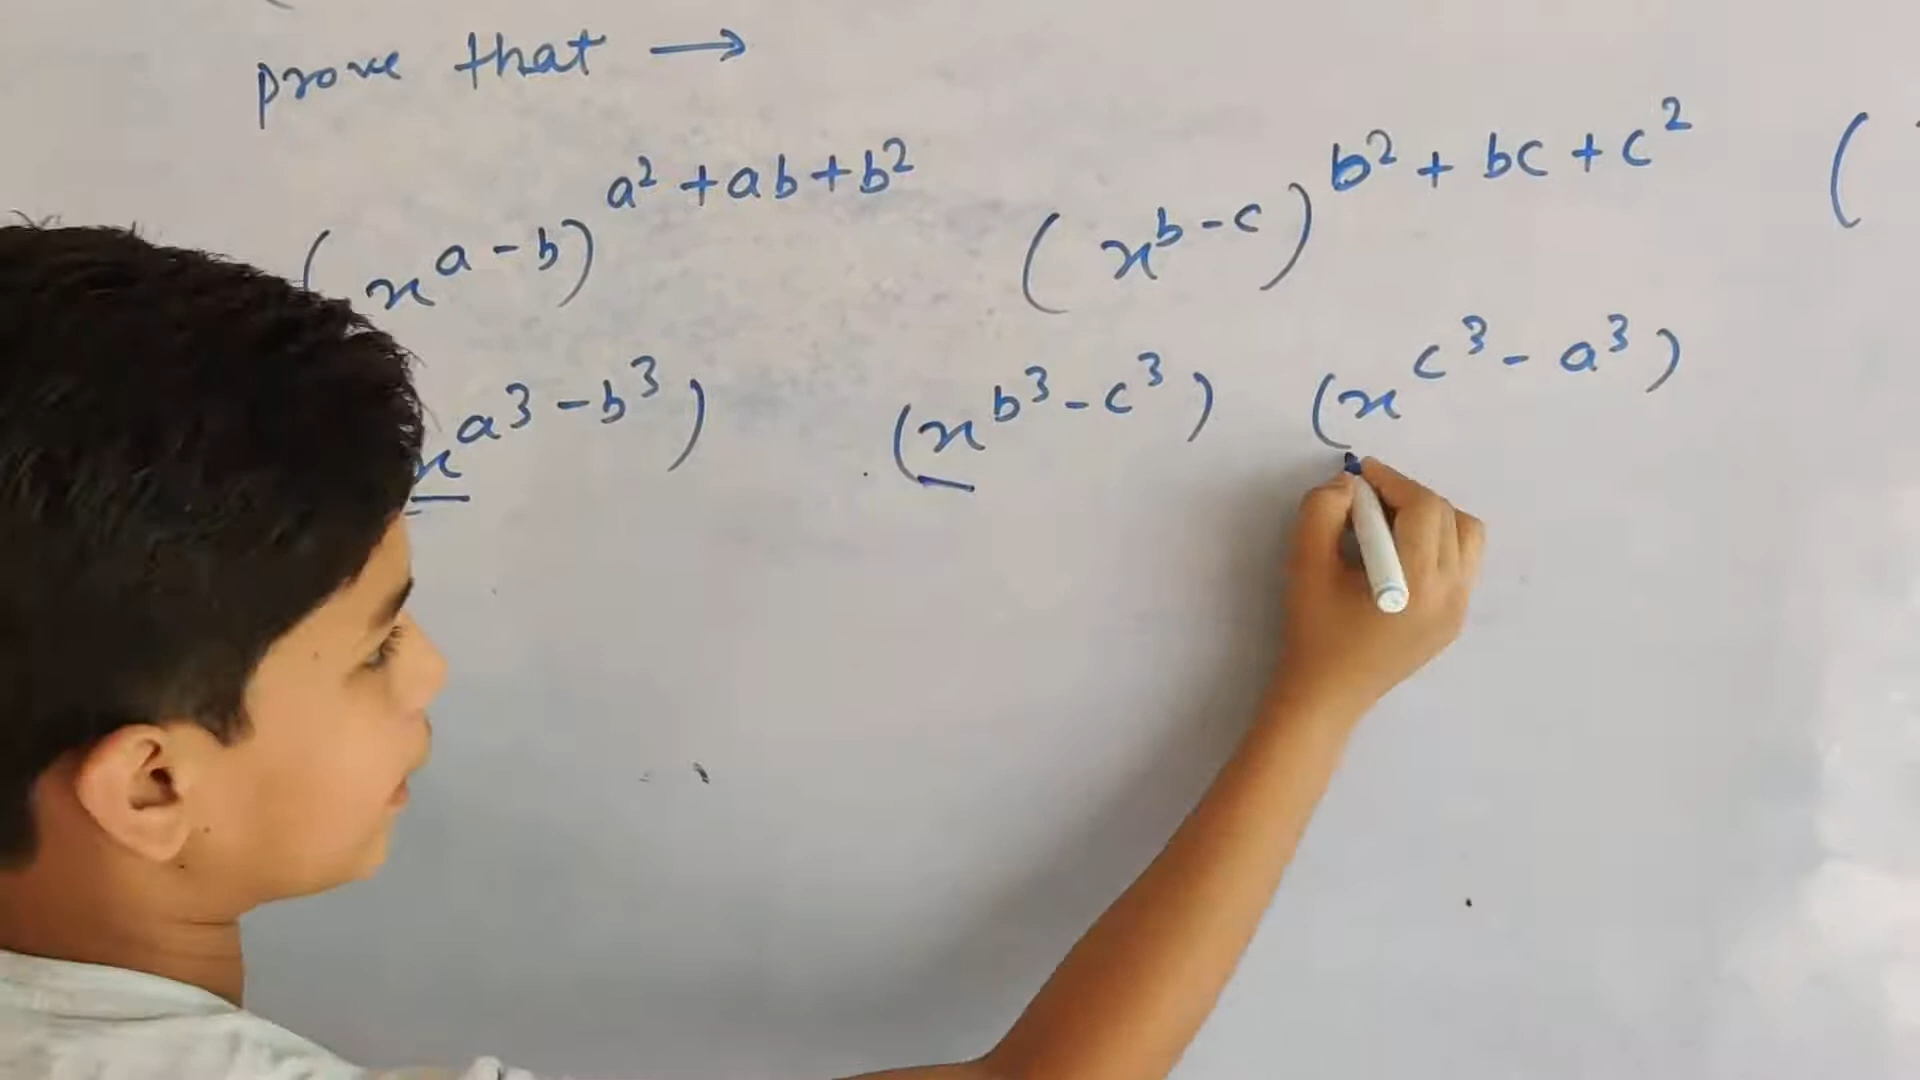 prove that →
(x^(a-b))^(a²+ab+b²) (x^(b-c))^(b²+bc+c²) (
x^(a³-b³)) (x^(b³-c³)) (x^(c³-a³))